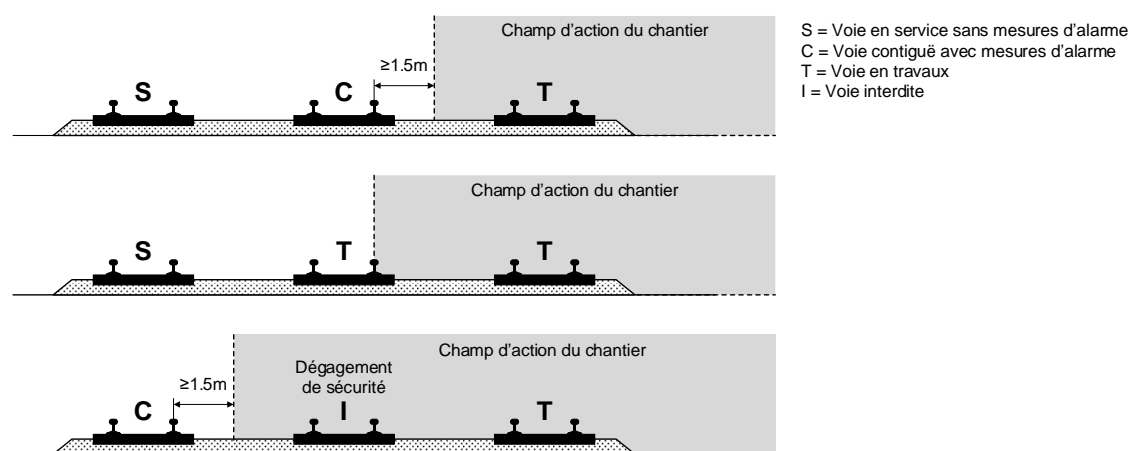 Champ d'action du chantier
≥1.5m
S C T
S = Voie en service sans mesures d'alarme
C = Voie contiguë avec mesures d'alarme
T = Voie en travaux
I = Voie interdite
Champ d'action du chantier
S T T
Champ d'action du chantier
Dégagement
de sécurité
≥1.5m
C I T